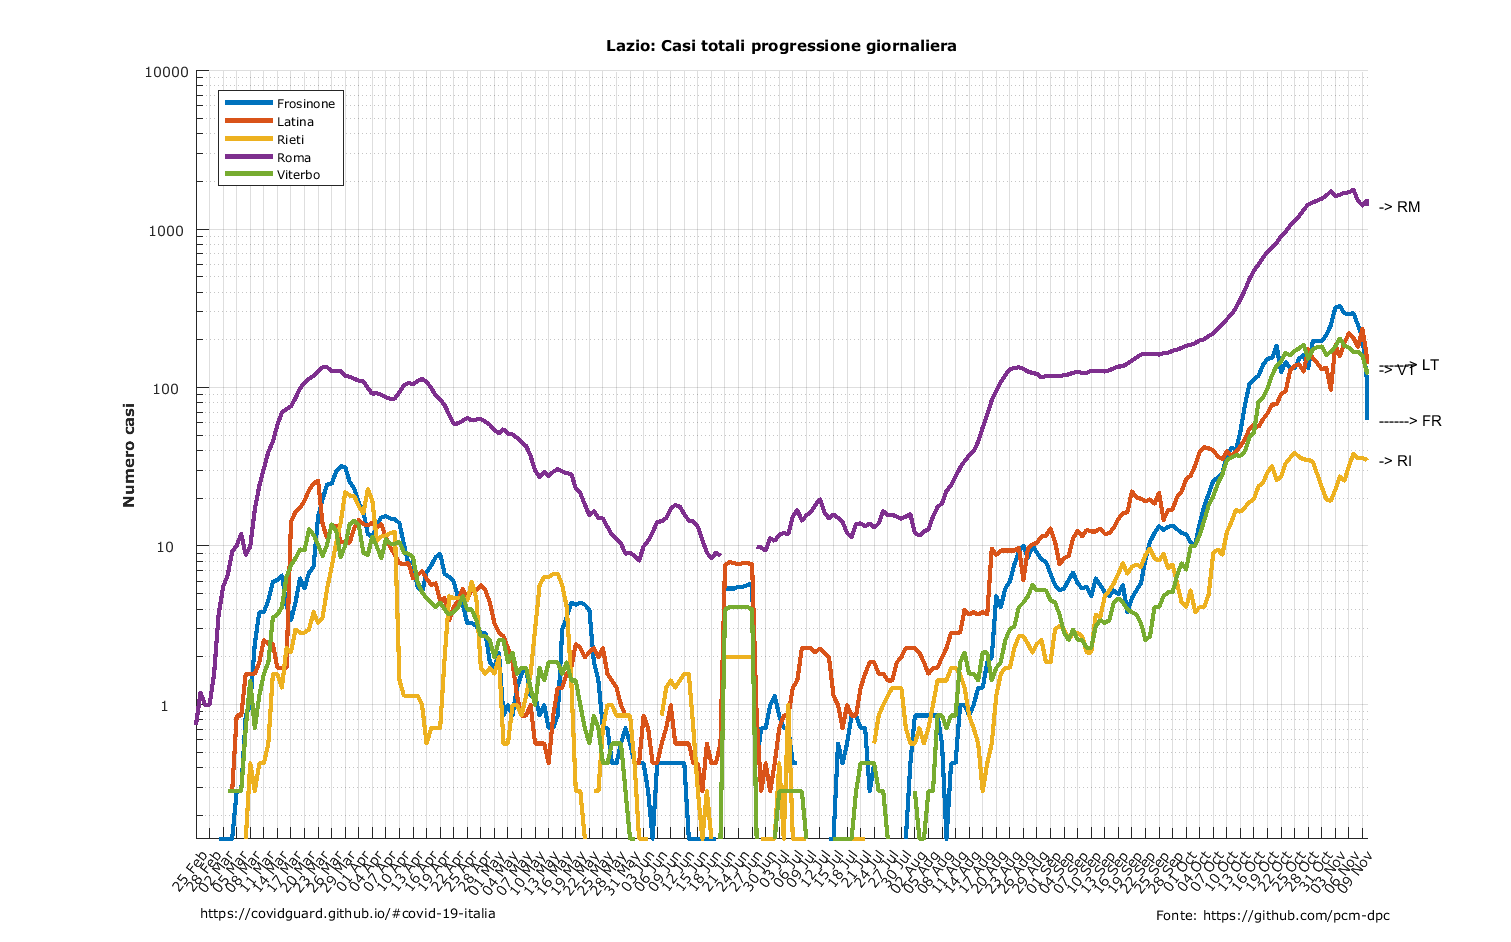 Lazio: Casi totali progressione giornaliera
10000
1000
100
10
1
Numero casi
Frosinone
Latina
Rieti
Roma
Viterbo
-> RM
-----> LT
-> VT
------> FR
-> RI
25 Feb
28 Feb
02 Mar
05 Mar
08 Mar
11 Mar
14 Mar
17 Mar
20 Mar
23 Mar
26 Mar
29 Mar
01 Apr
04 Apr
07 Apr
10 Apr
13 Apr
16 Apr
19 Apr
22 Apr
25 Apr
28 Apr
01 May
04 May
07 May
10 May
13 May
16 May
19 May
22 May
25 May
28 May
31 May
03 Jun
06 Jun
09 Jun
12 Jun
15 Jun
18 Jun
21 Jun
24 Jun
27 Jun
30 Jun
03 Jul
06 Jul
09 Jul
12 Jul
15 Jul
18 Jul
21 Jul
24 Jul
27 Jul
30 Jul
02 Aug
05 Aug
08 Aug
11 Aug
14 Aug
17 Aug
20 Aug
23 Aug
26 Aug
29 Aug
01 Sep
04 Sep
07 Sep
10 Sep
13 Sep
16 Sep
19 Sep
22 Sep
25 Sep
28 Sep
01 Oct
04 Oct
07 Oct
10 Oct
13 Oct
16 Oct
19 Oct
22 Oct
25 Oct
28 Oct
31 Oct
03 Nov
06 Nov
09 Nov
https://covidguard.github.io/#covid-19-italia
Fonte: https://github.com/pcm-dpc